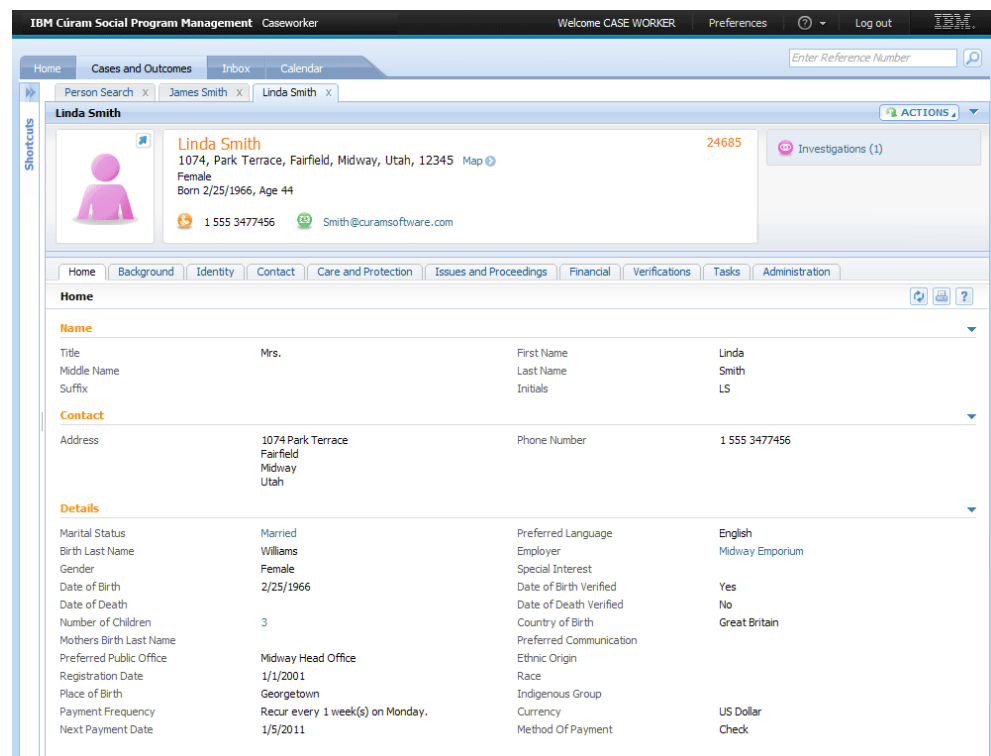 IBM Cúram Social Program Management Caseworker Welcome CASE WORKER Preferences ? Log out IBM.
Enter Reference Number
Home Cases and Outcomes Inbox Calendar
Person Search x James Smith x Linda Smith x
Shortcuts
Linda Smith ACTIONS
Linda Smith 24685
1074, Park Terrace, Fairfield, Midway, Utah, 12345 Map
Female
Born 2/25/1966, Age 44
1 555 3477456 Smith@curamsoftware.com
Investigations (1)
Home Background Identity Contact Care and Protection Issues and Proceedings Financial Verifications Tasks Administration
Home ?
Name
Title Mrs. First Name Linda
Middle Name Last Name Smith
Suffix Initials LS
Contact
Address 1074 Park Terrace Phone Number 1 555 3477456
Fairfield
Midway
Utah
Details
Marital Status Married Preferred Language English
Birth Last Name Williams Employer Midway Emporium
Gender Female Special Interest
Date of Birth 2/25/1966 Date of Birth Verified Yes
Date of Death Date of Death Verified No
Number of Children 3 Country of Birth Great Britain
Mothers Birth Last Name Preferred Communication
Preferred Public Office Midway Head Office Ethnic Origin
Registration Date 1/1/2001 Race
Place of Birth Georgetown Indigenous Group
Payment Frequency Recur every 1 week(s) on Monday. Currency US Dollar
Next Payment Date 1/5/2011 Method Of Payment Check